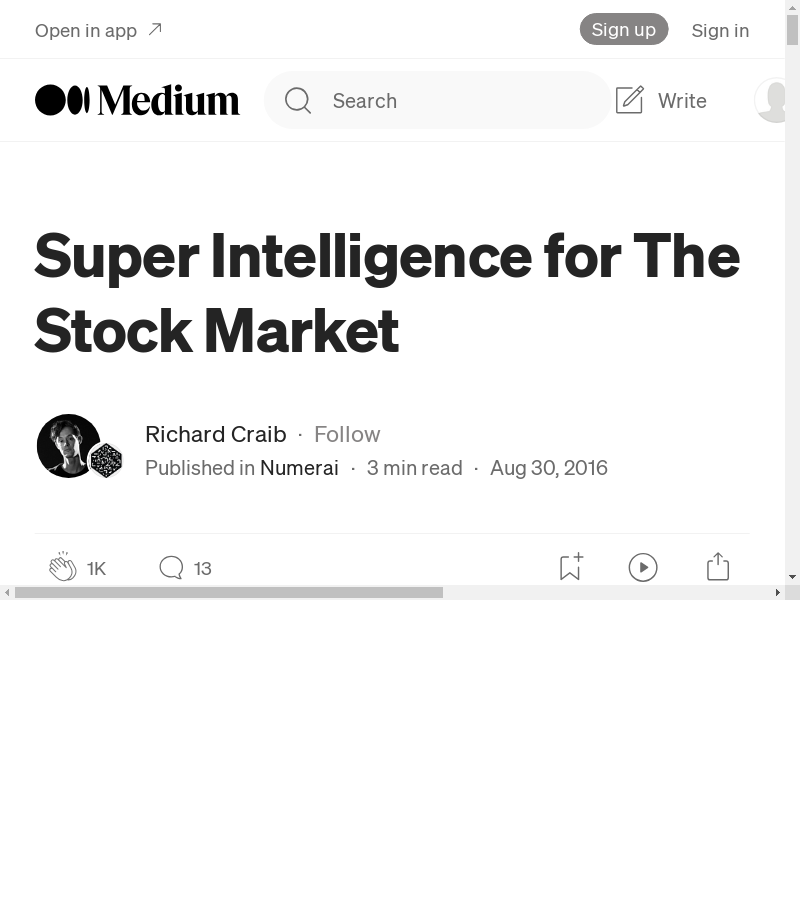 Open in app
Sign up
Sign in
Medium
Search
Write
Super Intelligence for The
Stock Market
Richard Craib · Follow
Published in Numerai · 3 min read · Aug 30, 2016
1K
13